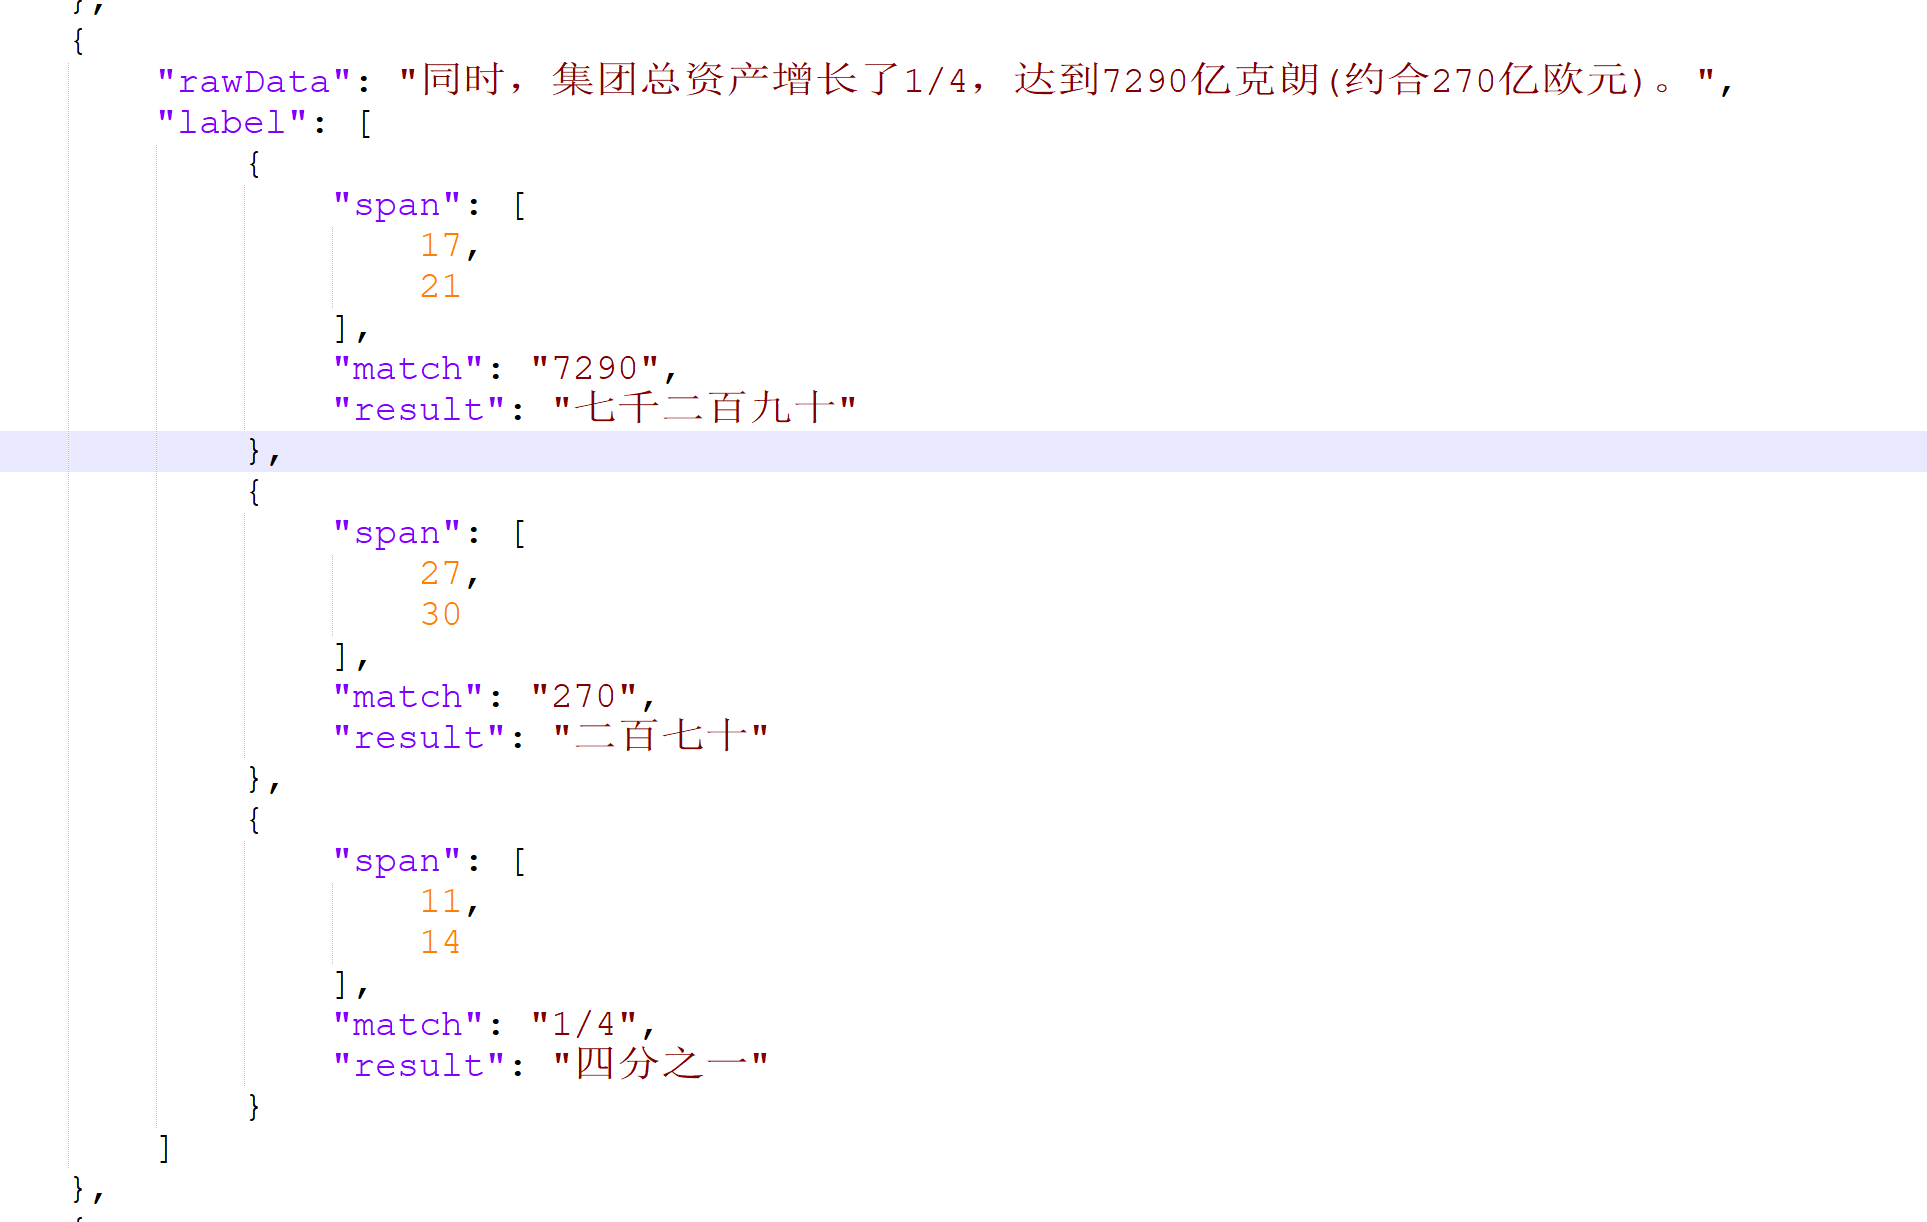 },
{
"rawData": "同时，集团总资产增长了1/4，达到7290亿克朗(约合270亿欧元)。",
"label": [
{
"span": [
17,
21
],
"match": "7290",
"result": "七千二百九十"
},
{
"span": [
27,
30
],
"match": "270",
"result": "二百七十"
},
{
"span": [
11,
14
],
"match": "1/4",
"result": "四分之一"
}
]
},
{